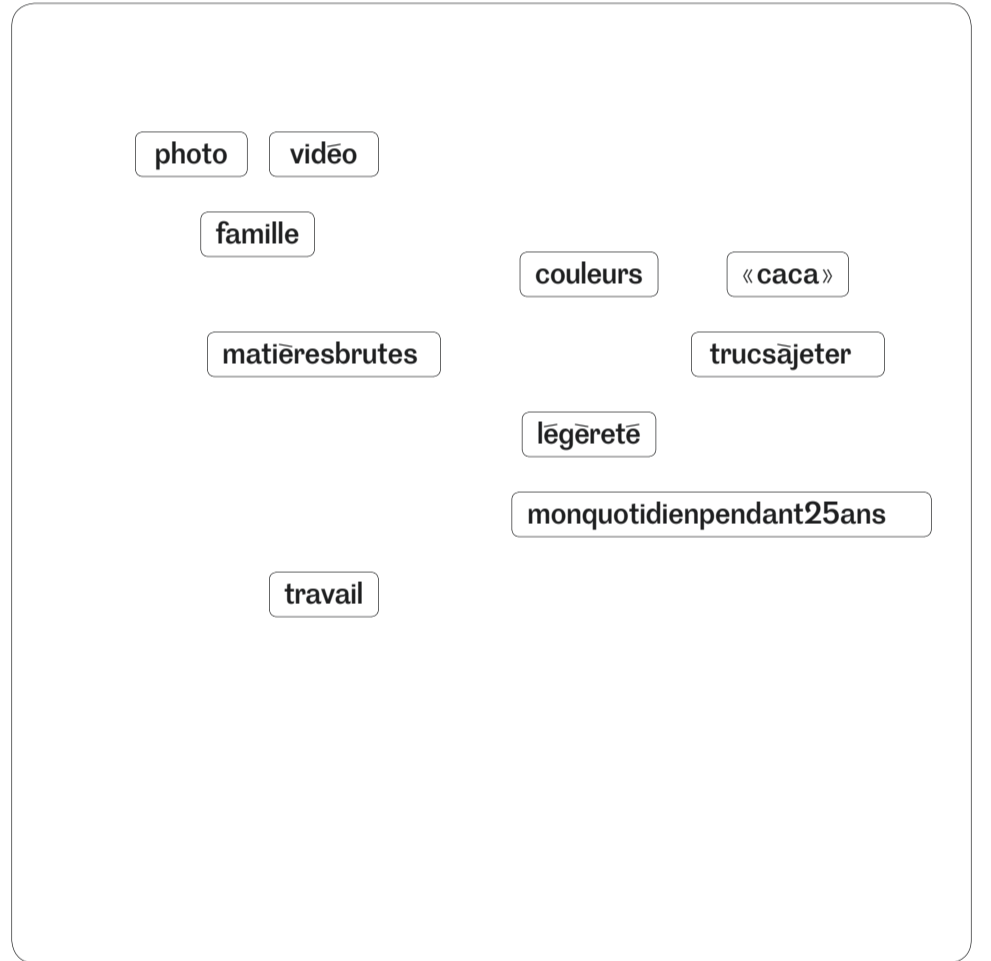 photo vidéo
famille
couleurs «caca»
matièresbrutes trucsàjeter
légèreté
monquotidienpendant25ans
travail